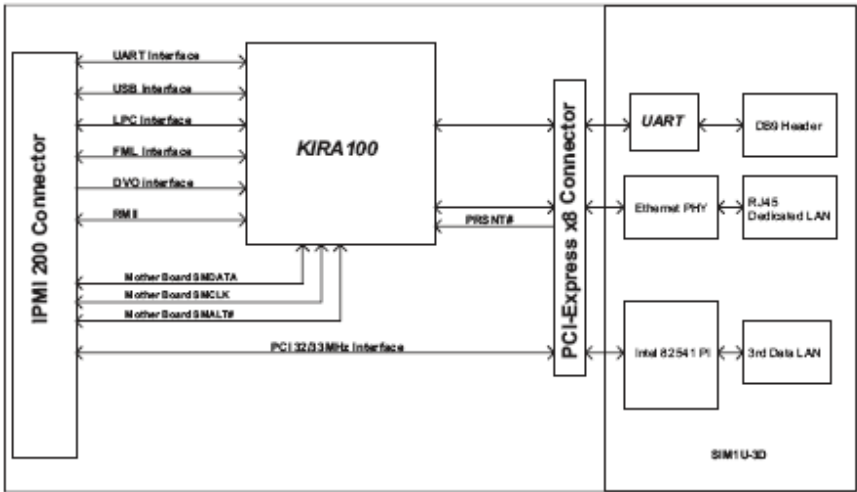 IPMI 200 Connector
UART Interface
USB Interface
LPC Interface
FML Interface
DVO Interface
RMII
Mother Board SMDATA
Mother Board SMCLK
Mother Board SMALT#
PCI 32/33MHz Interface
KIRA100
PRSNT#
PCI-Express x8 Connector
UART
DB9 Header
Ethernet PHY
RJ45
Dedicated LAN
Intel 82541 PI
3rd Data LAN
SIM1U-3D